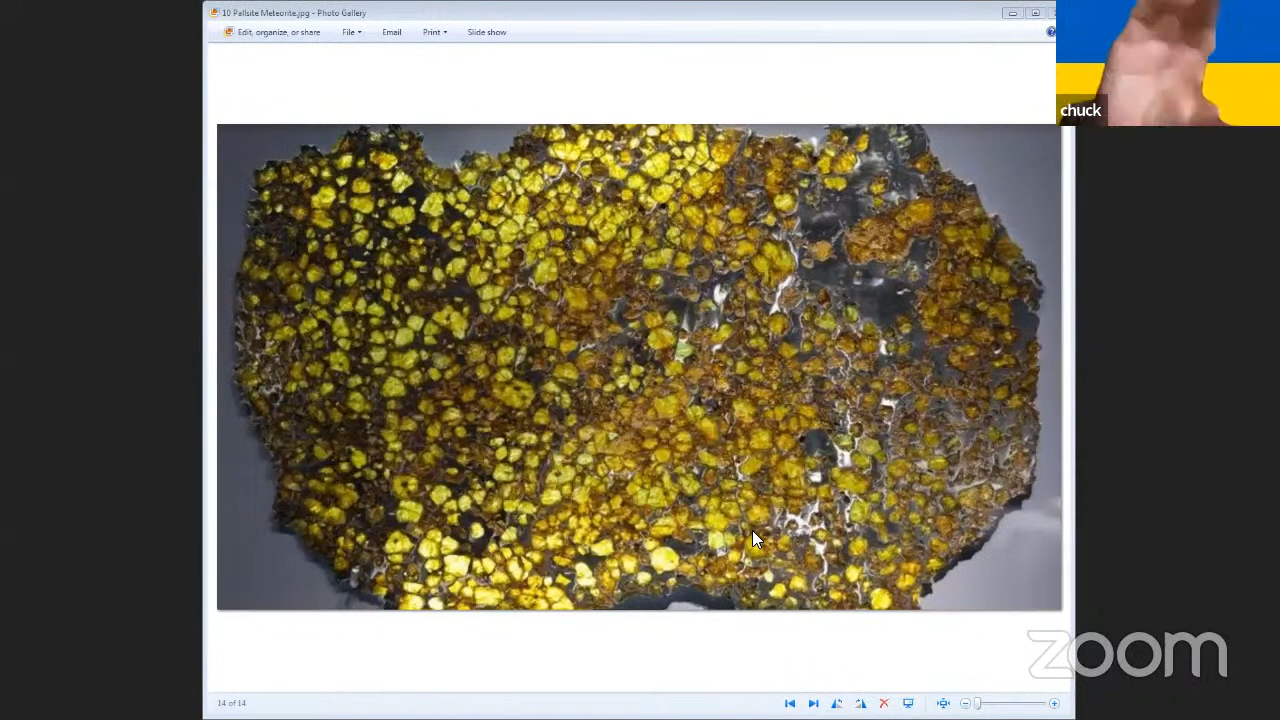 10 Pallsite Meteorite.jpg - Photo Gallery
Edit, organize, or share File Email Print Slide show
chuck
zoom
14 of 14